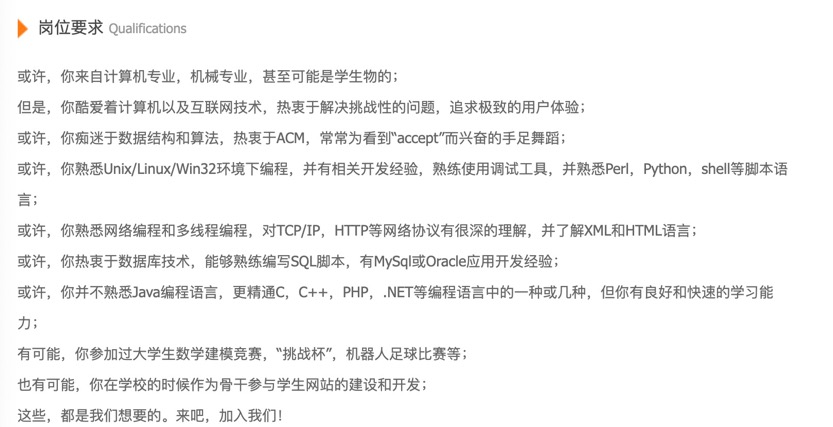 岗位要求 Qualifications
或许，你来自计算机专业，机械专业，甚至可能是学生物的；
但是，你酷爱着计算机以及互联网技术，热衷于解决挑战性的问题，追求极致的用户体验；
或许，你痴迷于数据结构和算法，热衷于ACM，常常为看到“accept”而兴奋的手足舞蹈；
或许，你熟悉Unix/Linux/Win32环境下编程，并有相关开发经验，熟练使用调试工具，并熟悉Perl，Python，shell等脚本语
言；
或许，你熟悉网络编程和多线程编程，对TCP/IP，HTTP等网络协议有很深的理解，并了解XML和HTML语言；
或许，你热衷于数据库技术，能够熟练编写SQL脚本，有MySql或Oracle应用开发经验；
或许，你并不熟悉Java编程语言，更精通C，C++，PHP，.NET等编程语言中的一种或几种，但你有良好和快速的学习能
力；
有可能，你参加过大学生数学建模竞赛，“挑战杯”，机器人足球比赛等；
也有可能，你在学校的时候作为骨干参与学生网站的建设和开发；
这些，都是我们想要的。来吧，加入我们！